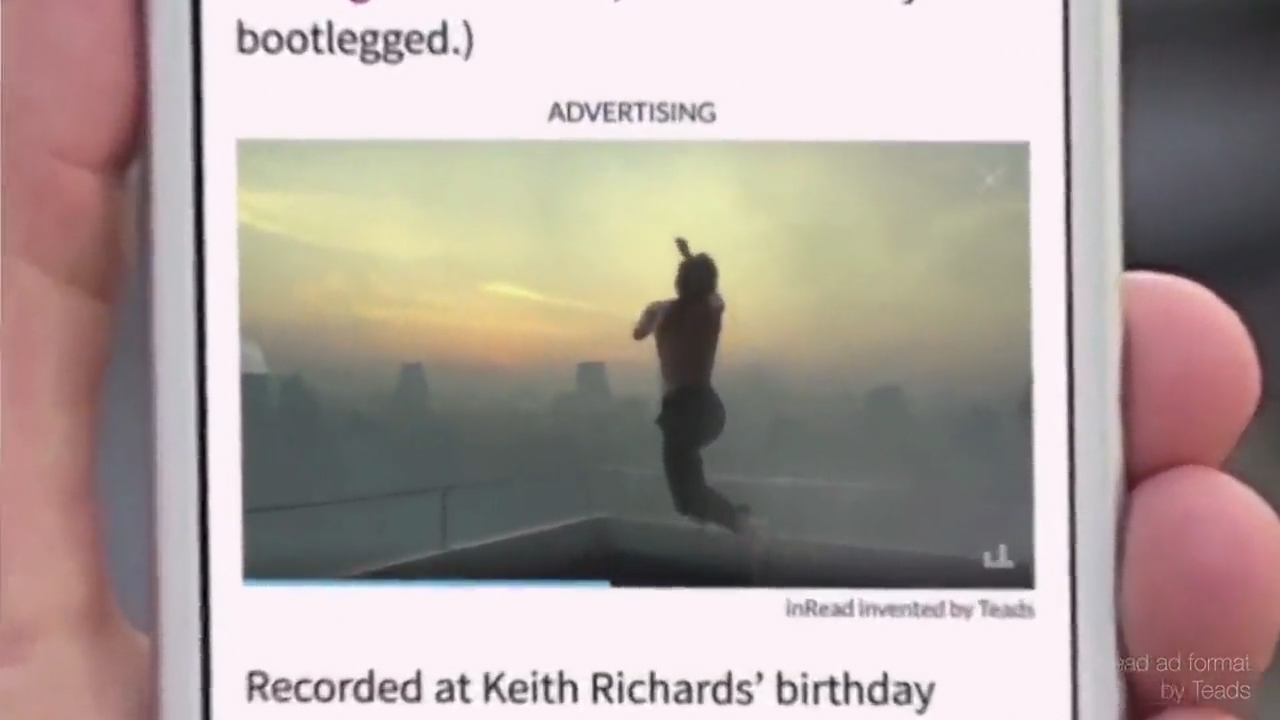 bootlegged.)
ADVERTISING
inRead invented by Teads
Recorded at Keith Richards' birthday
ead ad format
by Teads